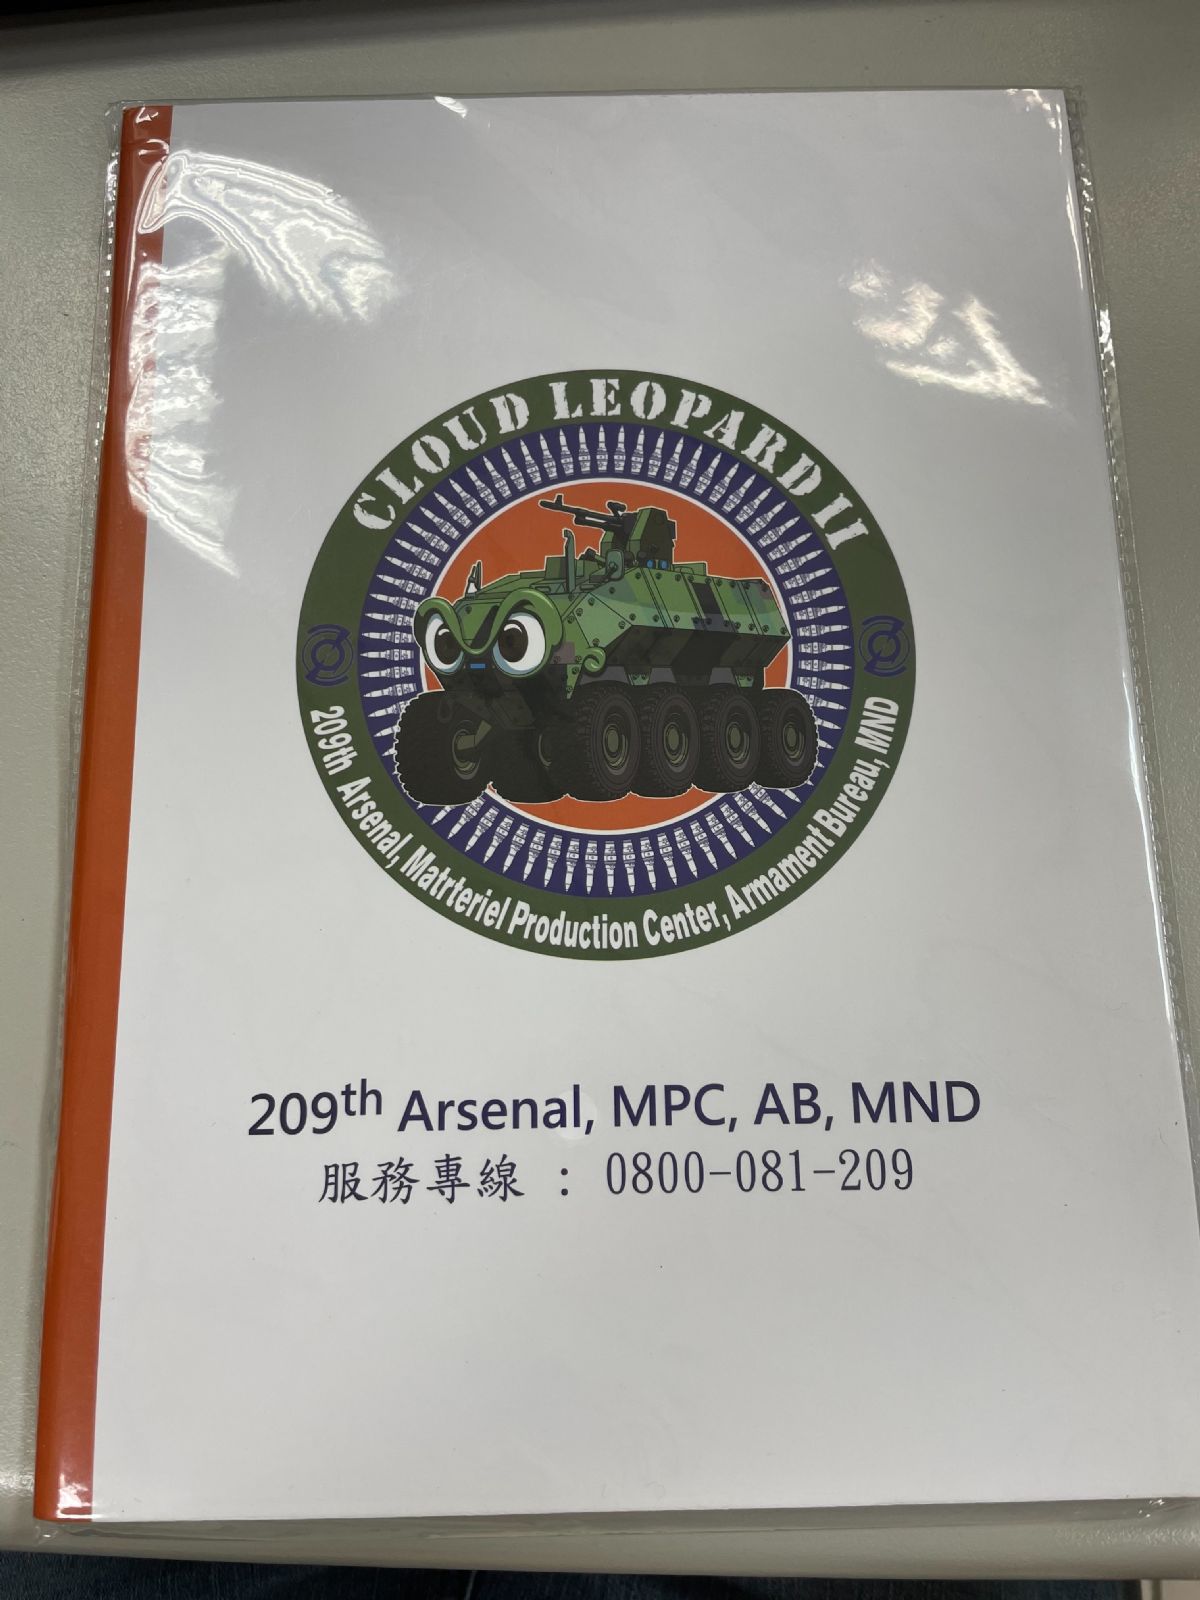 CLOUD LEOPARD II
209th Arsenal, Matrteriel Production Center, Armament Bureau, MND
209th Arsenal, MPC, AB, MND
服務專線 : 0800-081-209